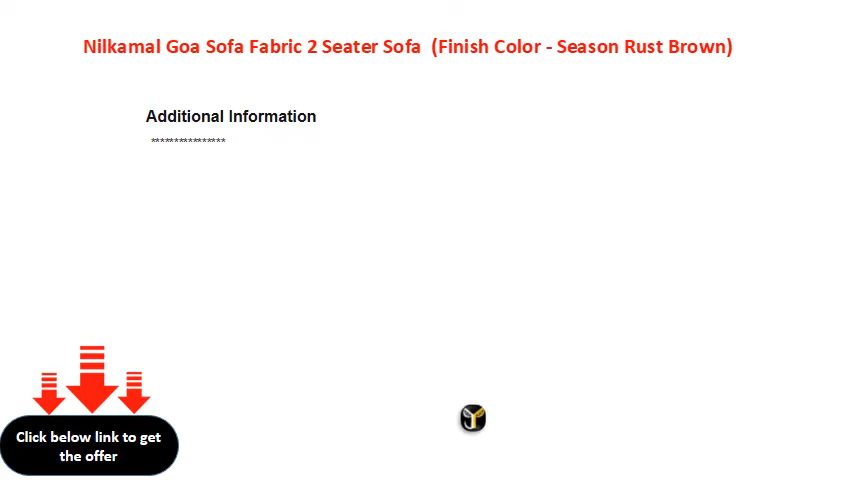 Nilkamal Goa Sofa Fabric 2 Seater Sofa  (Finish Color - Season Rust Brown)
Additional Information
****************
Click below link to get
the offer